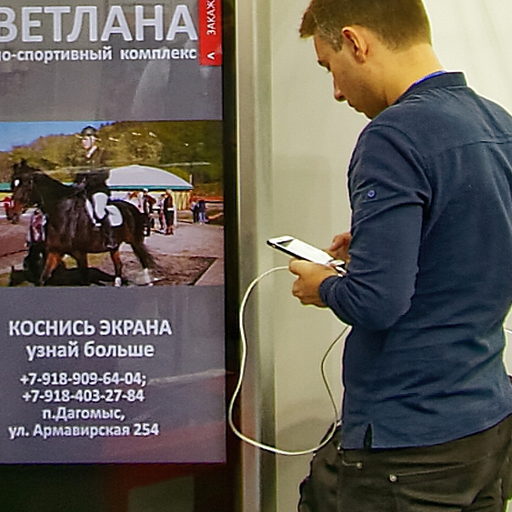 ВЕТЛАНА
но-спортивный комплекс
ЗАКАЖ
КОСНИСЬ ЭКРАНА
узнай больше
+7-918-909-64-04;
+7-918-403-27-84
п.Дагомыс,
ул. Армавирская 254